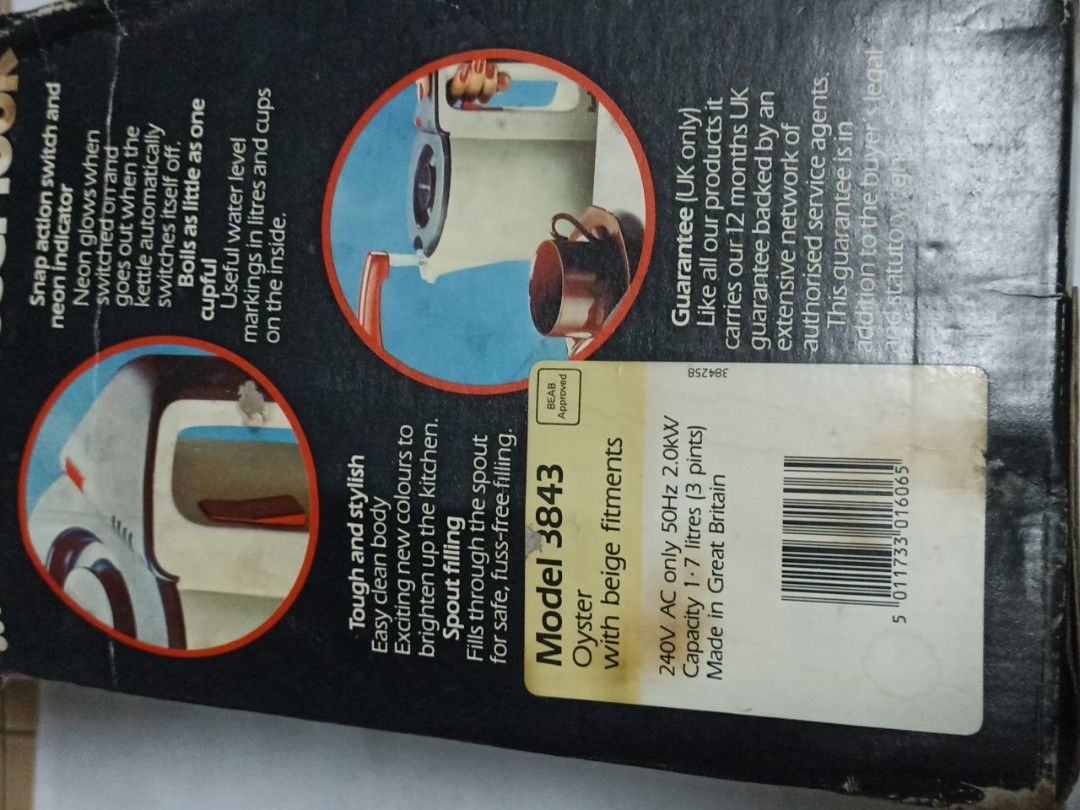 Snap action switch and
neon indicator
Neon glows when
switched on and
goes out when the
kettle automatically
switches itself off.
Boils as little as one
cupful
Useful water level
markings in litres and cups
on the inside.
Tough and stylish
Easy clean body
Exciting new colours to
brighten up the kitchen.
Spout filling
Fills through the spout
for safe, fuss-free-filling.
Guarantee (UK only)
Like all our products it
carries our 12 months UK
guarantee backed by an
extensive network of
authorised service agents.
This guarantee is in
addition to the buyer's legal
and statutory rights
BEAB
Approved
384258
Model 3843
Oyster
with beige fitments
240V AC only 50Hz 2.0kW
Capacity 1·7 litres (3 pints)
Made in Great Britain
5 011733 016065